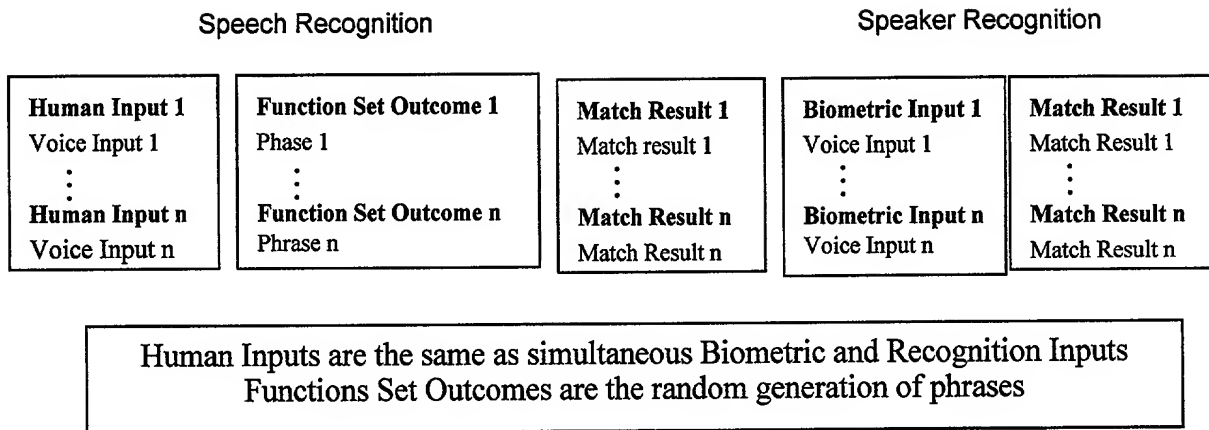 Speech Recognition
Speaker Recognition
Human Input 1
Voice Input 1
Human Input n
Voice Input n
Function Set Outcome 1
Phase 1
Function Set Outcome n
Phrase n
Match Result 1
Match result 1
Match Result n
Match Result n
Biometric Input 1
Voice Input 1
Biometric Input n
Voice Input n
Match Result 1
Match Result 1
Match Result n
Match Result n
Human Inputs are the same as simultaneous Biometric and Recognition Inputs
Functions Set Outcomes are the random generation of phrases